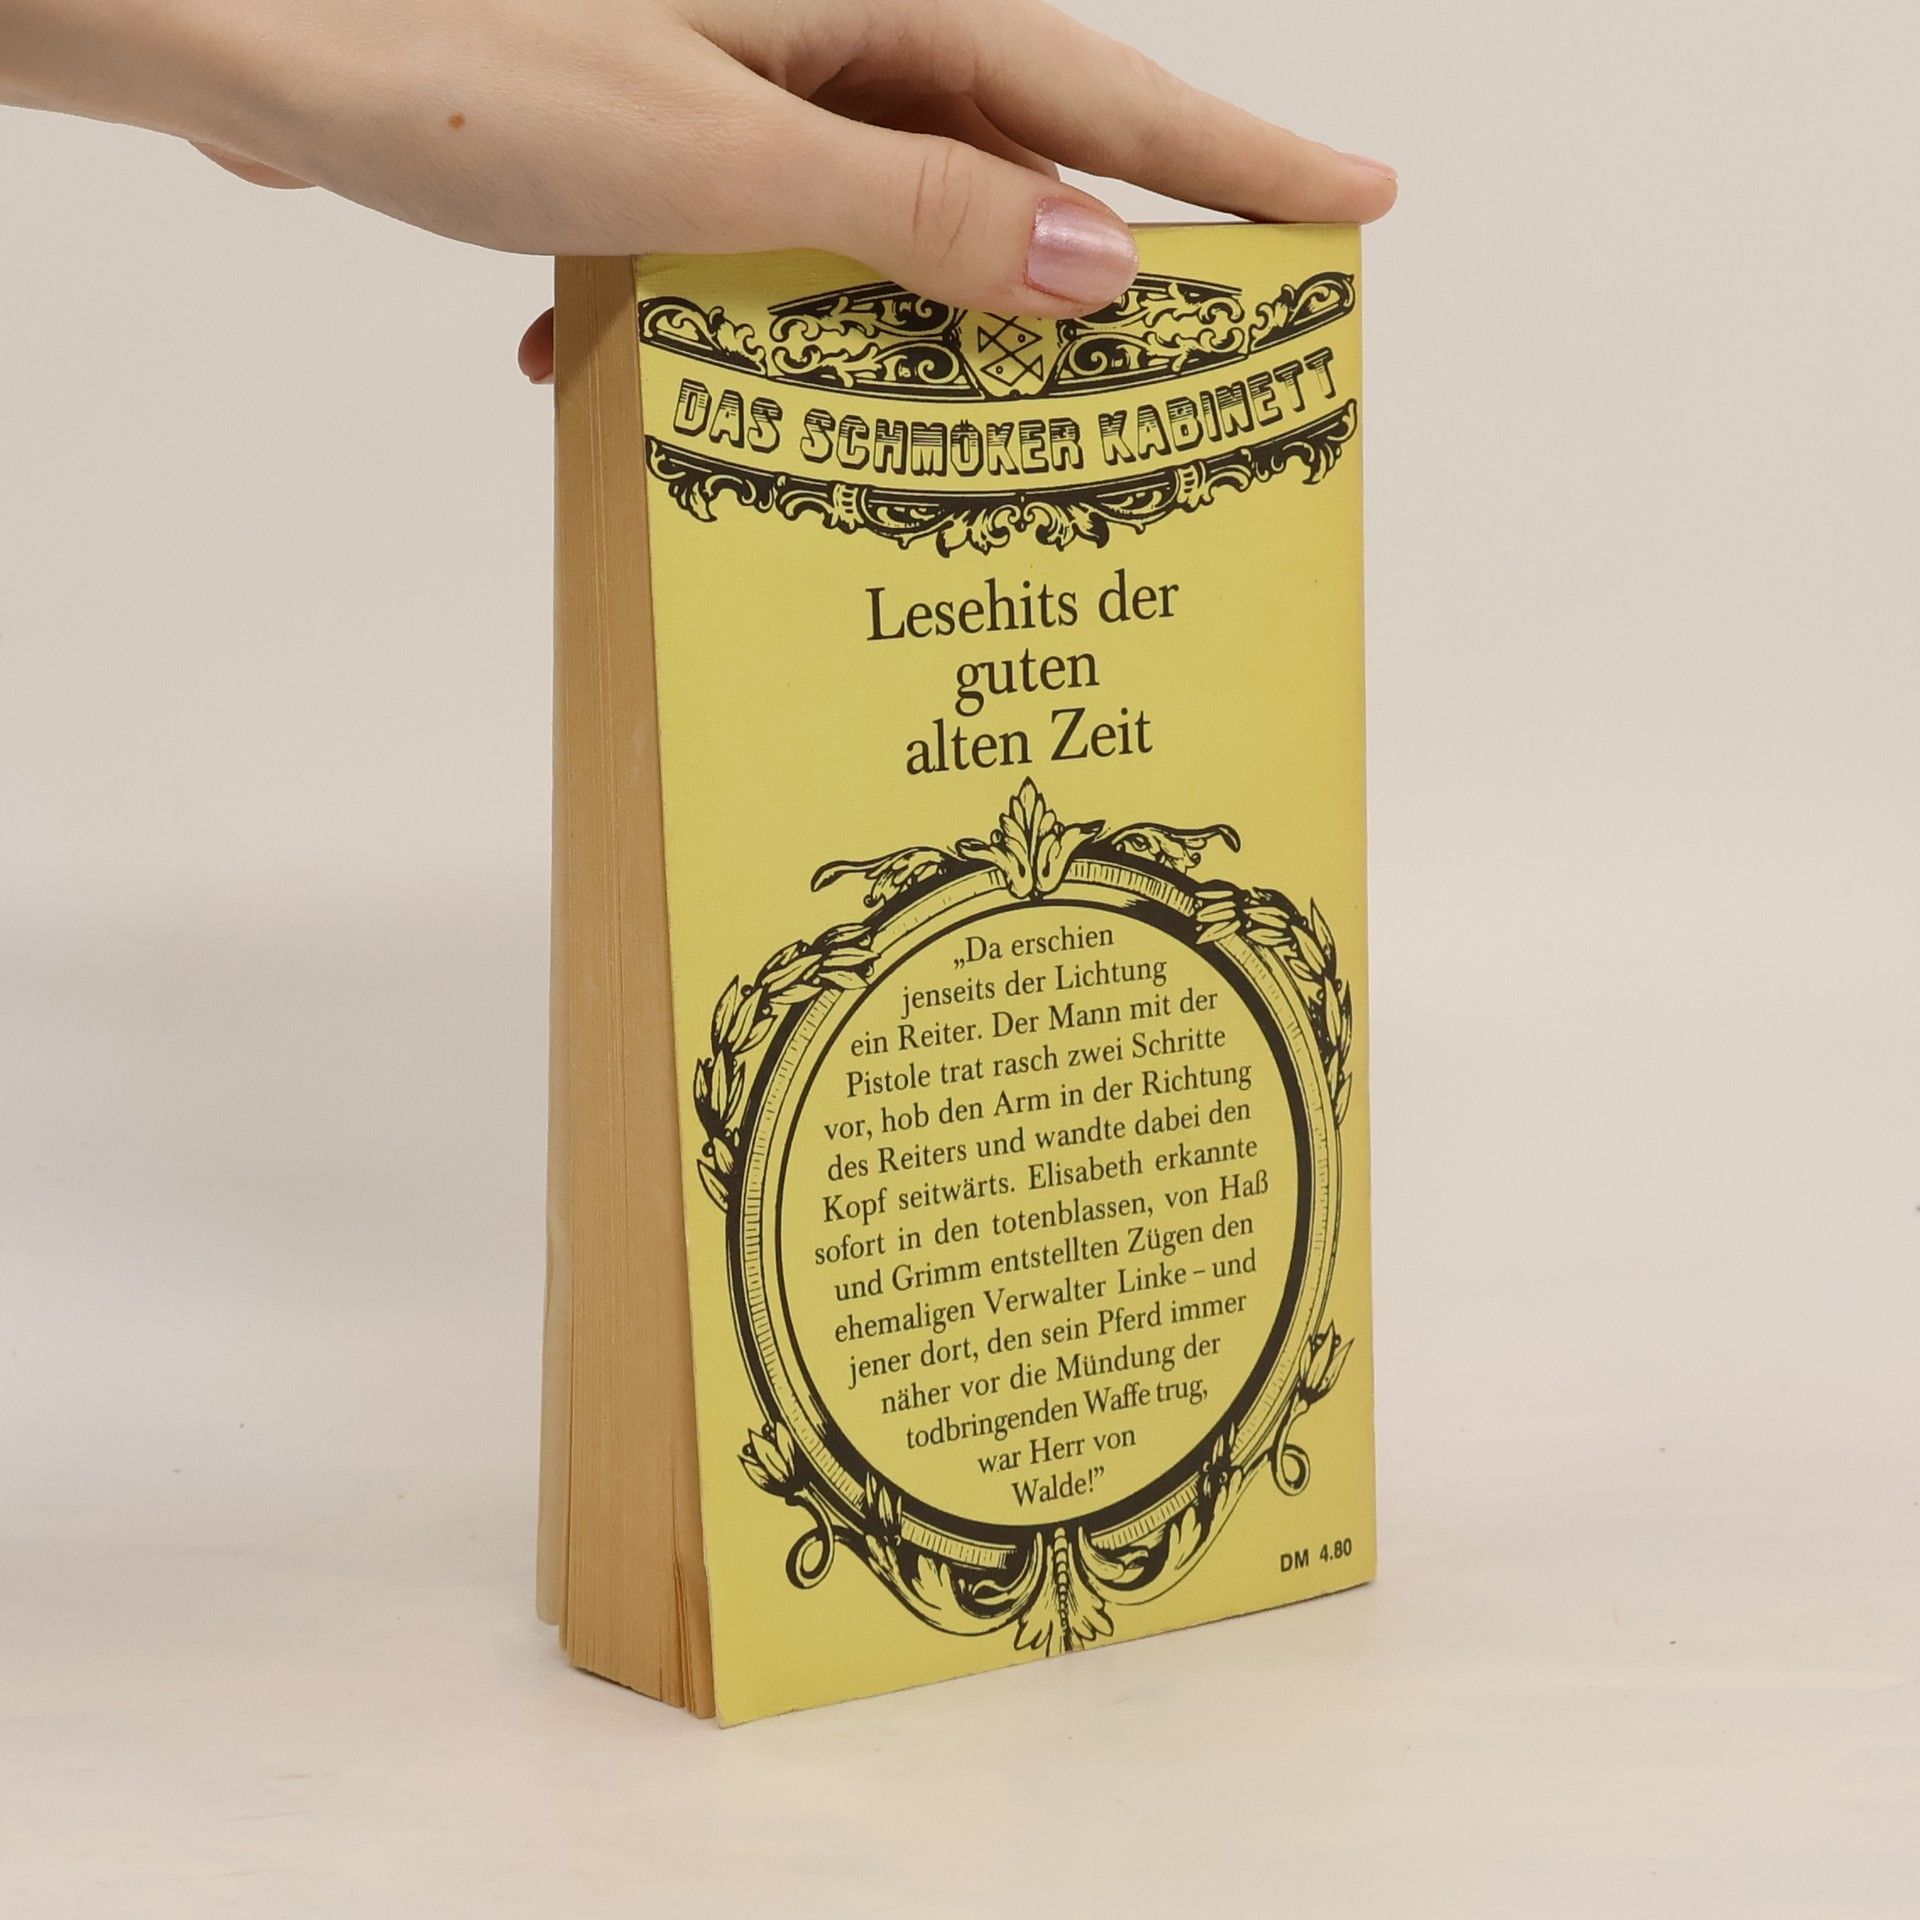 DAS SCHMÖKER KABINETT
Lesehits der
guten
alten Zeit
„Da erschien
jenseits der Lichtung
ein Reiter. Der Mann mit der
Pistole trat rasch zwei Schritte
vor, hob den Arm in der Richtung
des Reiters und wandte dabei den
Kopf seitwärts. Elisabeth erkannte
sofort in den totenblassen, von Haß
und Grimm entstellten Zügen den
ehemaligen Verwalter Linke – und
jener dort, den sein Pferd immer
näher vor die Mündung der
todbringenden Waffe trug,
war Herr von
Walde!”
DM 4.80